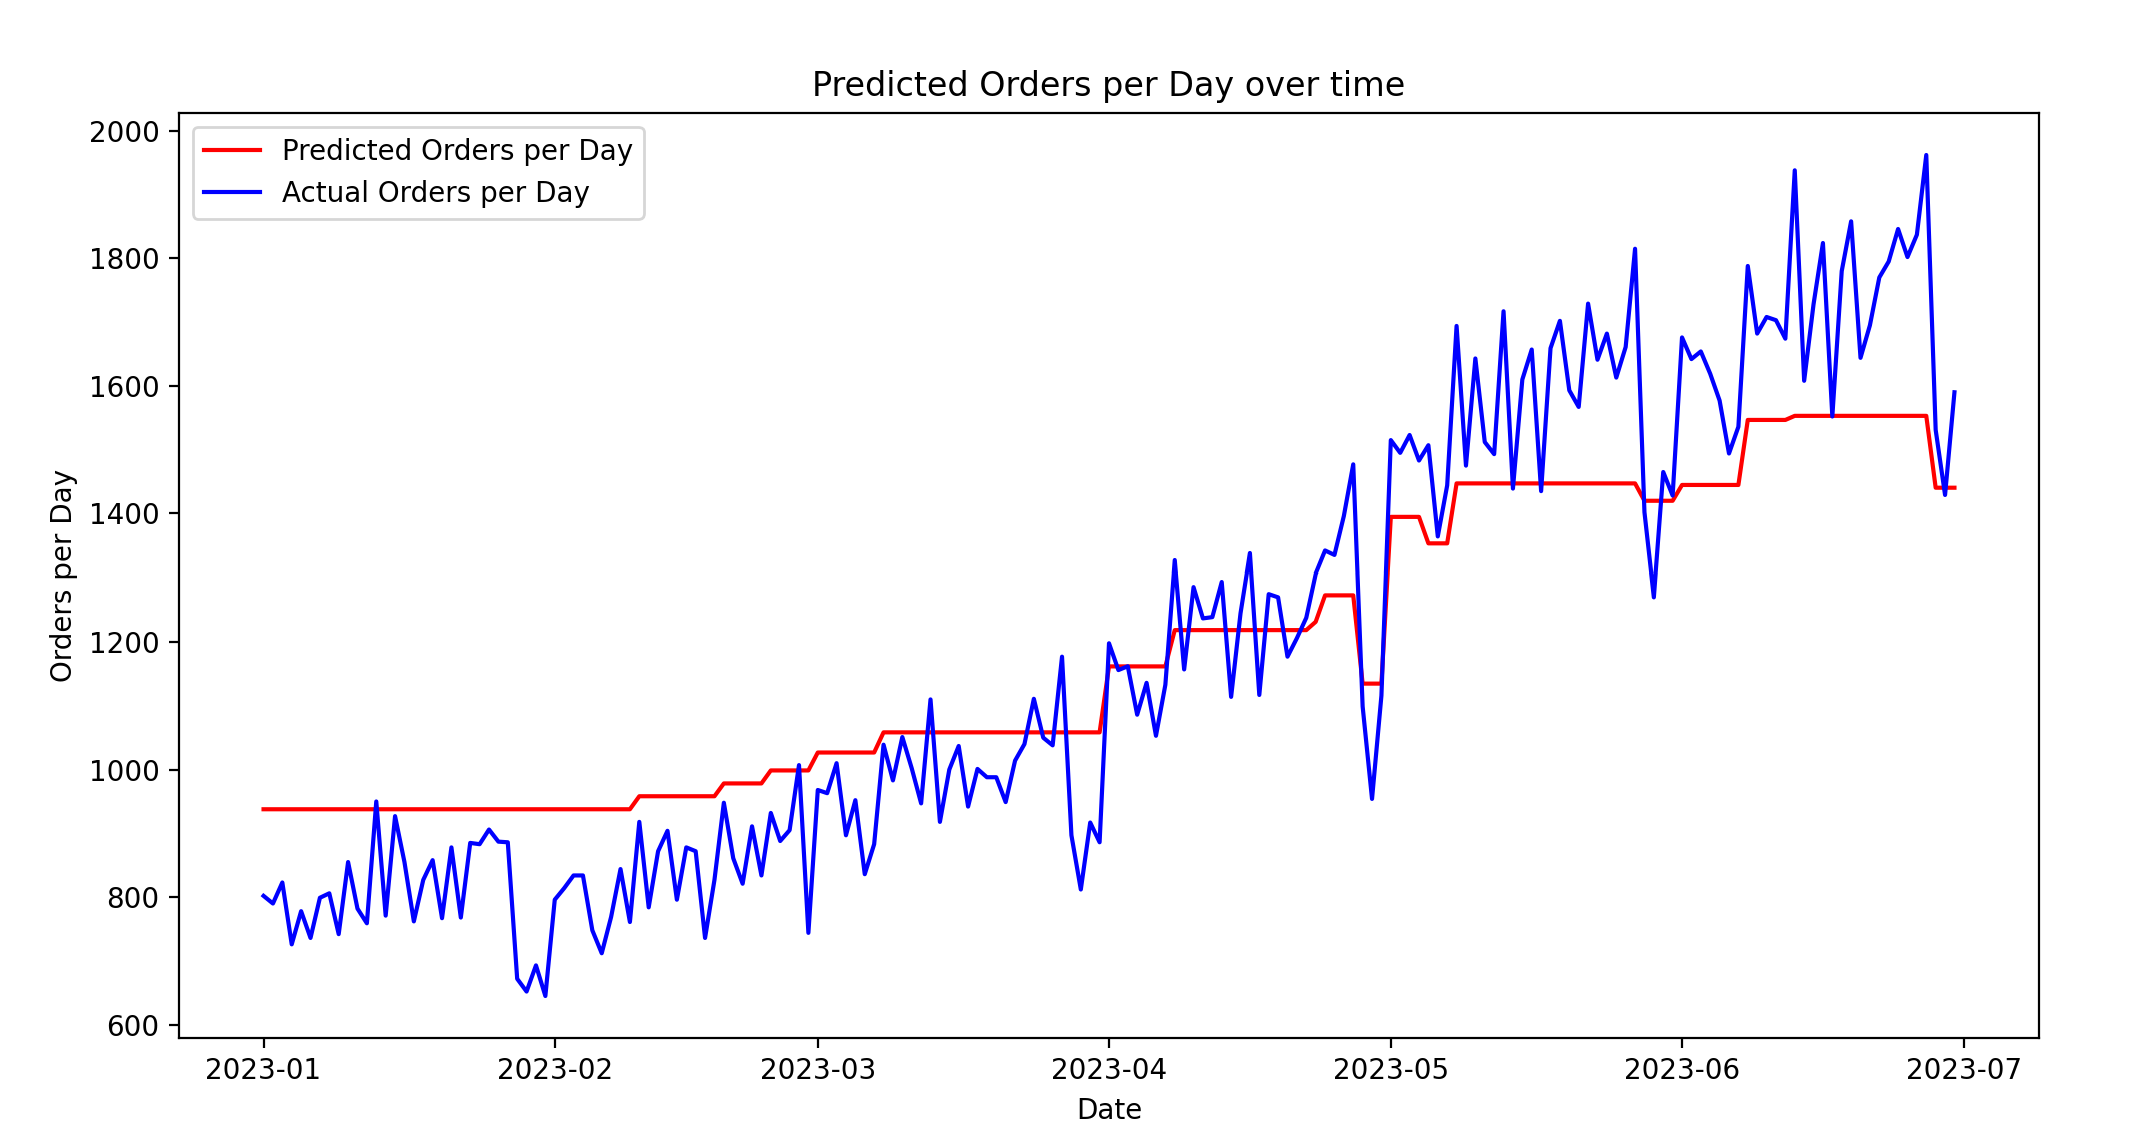 Predicted Orders per Day over time
Predicted Orders per Day
Actual Orders per Day
Orders per Day
2000
1800
1600
1400
1200
1000
800
600
2023-01 2023-02 2023-03 2023-04 2023-05 2023-06 2023-07
Date